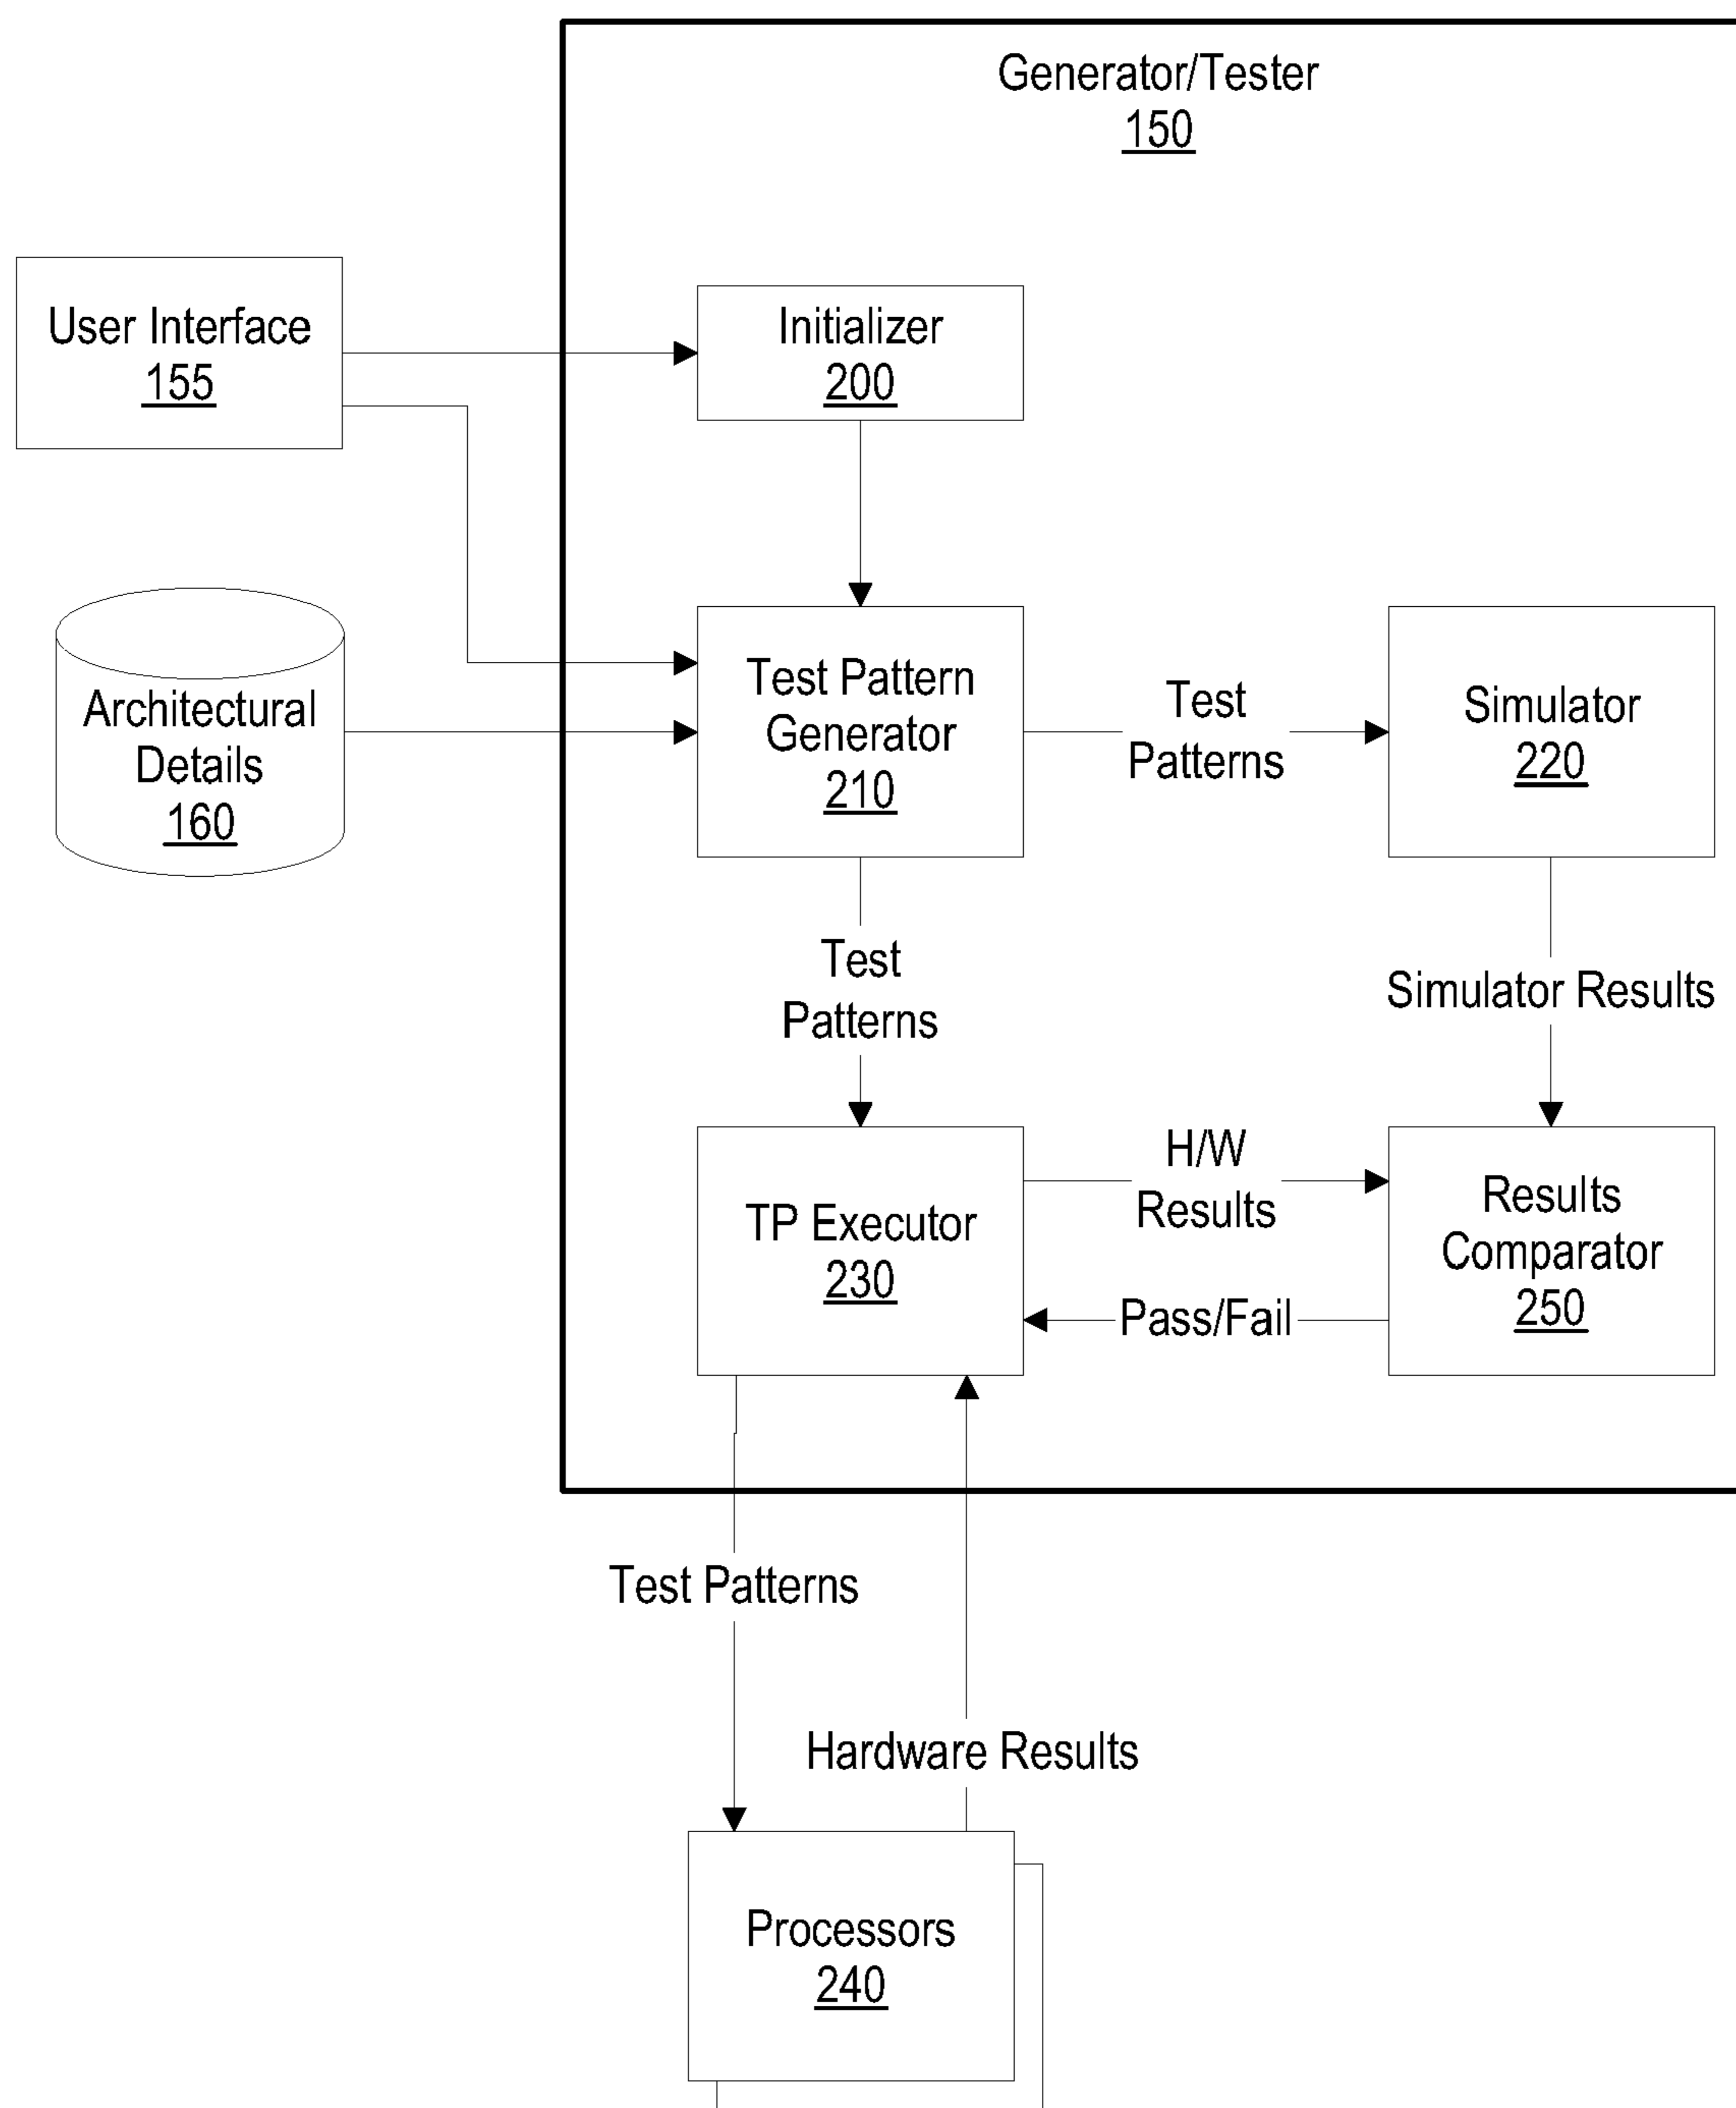 Generator/Tester
150
User Interface
155
Initializer
200
Architectural
Details
160
Test Pattern
Generator
210
Test
Patterns
Simulator
220
Test
Patterns
Simulator Results
TP Executor
230
H/W
Results
Pass/Fail
Results
Comparator
250
Test Patterns
Hardware Results
Processors
240